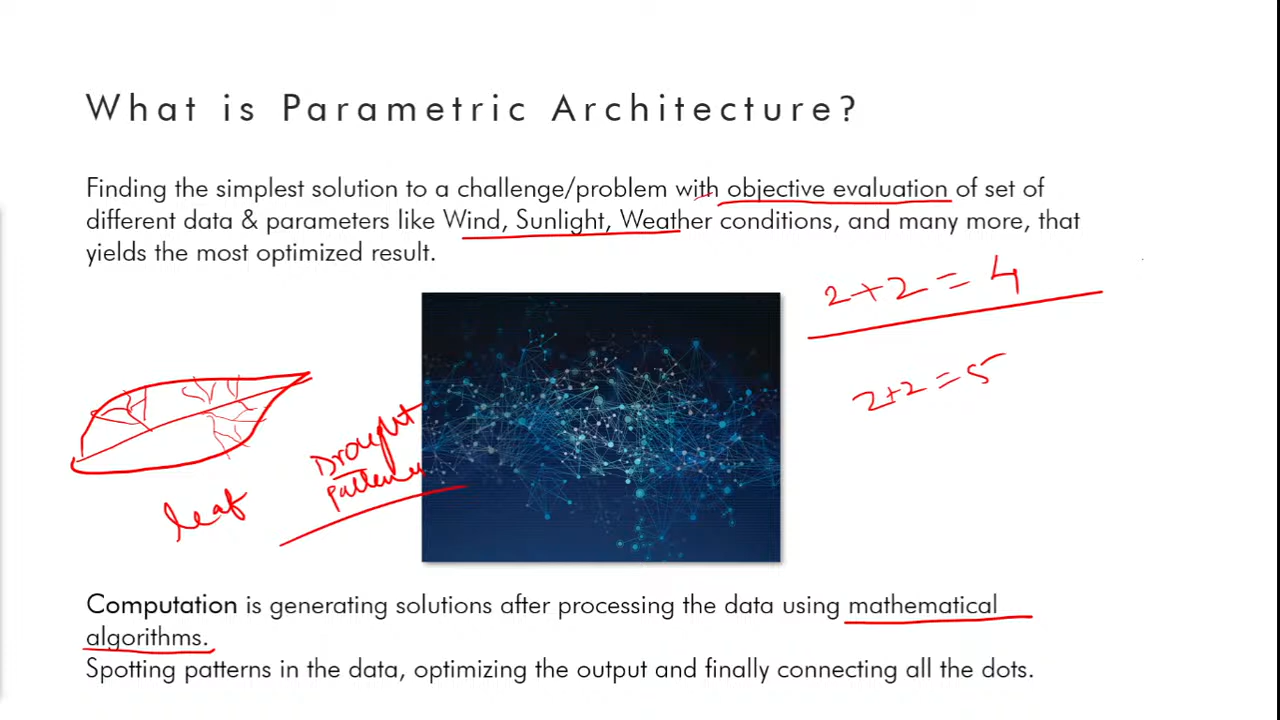 What is Parametric Architecture?
Finding the simplest solution to a challenge/problem with objective evaluation of set of
different data & parameters like Wind, Sunlight, Weather conditions, and many more, that
yields the most optimized result.
2+2=4
2+2=5
Drought
leaf
Computation is generating solutions after processing the data using mathematical
algorithms.
Spotting patterns in the data, optimizing the output and finally connecting all the dots.